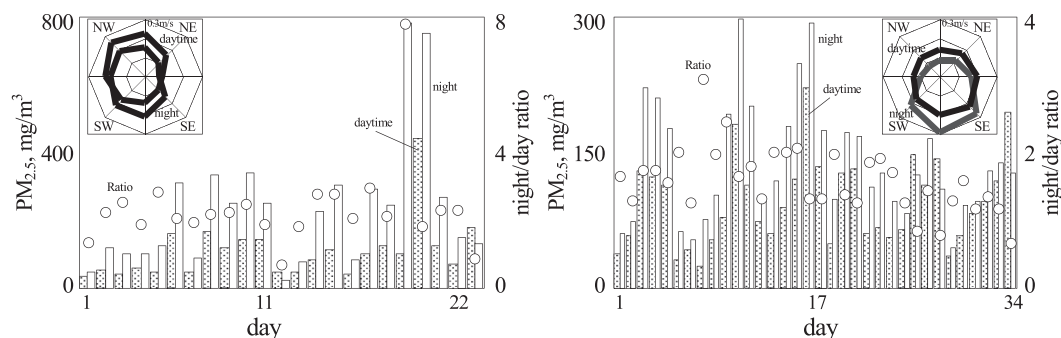 800
400
0
PM2.5, mg/m3
NW
NE
SW
SE
0.3m/s
daytime
night
Ratio
daytime
night
8
4
0
night/day ratio
1
11
22
day
300
150
0
PM2.5, mg/m3
Ratio
night
daytime
NW
NE
SW
SE
0.3m/s
daytime
night
4
2
0
night/day ratio
1
17
34
day